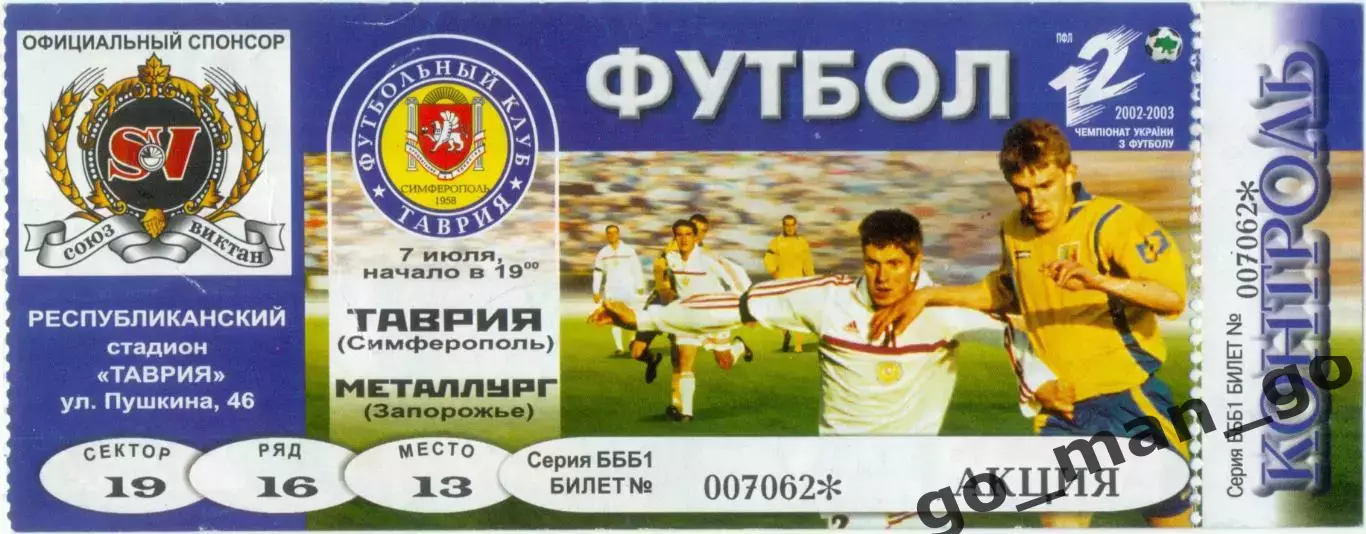 ОФИЦИАЛЬНЫЙ СПОНСОР
SV
СОЮЗ ВИКТАН
РЕСПУБЛИКАНСКИЙ
СТАДИОН
«ТАВРИЯ»
ул. Пушкина, 46
ФУТБОЛЬНЫЙ КЛУБ
СИМФЕРОПОЛЬ
1958
ТАВРИЯ
7 июля,
начало в 19⁰⁰
ТАВРИЯ
(Симферополь)
МЕТАЛЛУРГ
(Запорожье)
ФУТБОЛ
ПФЛ
12
2002-2003
ЧЕМПІОНАТ УКРАЇНИ
З ФУТБОЛУ
СЕКТОР
19
РЯД
16
МЕСТО
13
Серия БББ1
БИЛЕТ №
007062*
АКЦИЯ
Серия БББ1 БИЛЕТ № 007062*
КОНТРОЛЬ
go_man_go